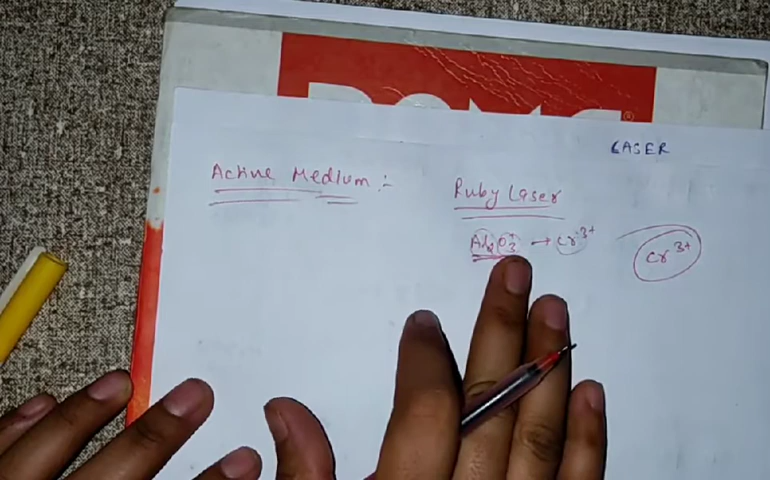 LASER
Active Medium :-
Ruby Laser
Al2O3 → Cr3+
Cr3+